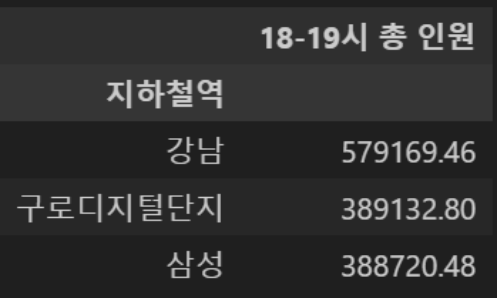 18-19시 총 인원
지하철역
강남 579169.46
구로디지털단지 389132.80
삼성 388720.48